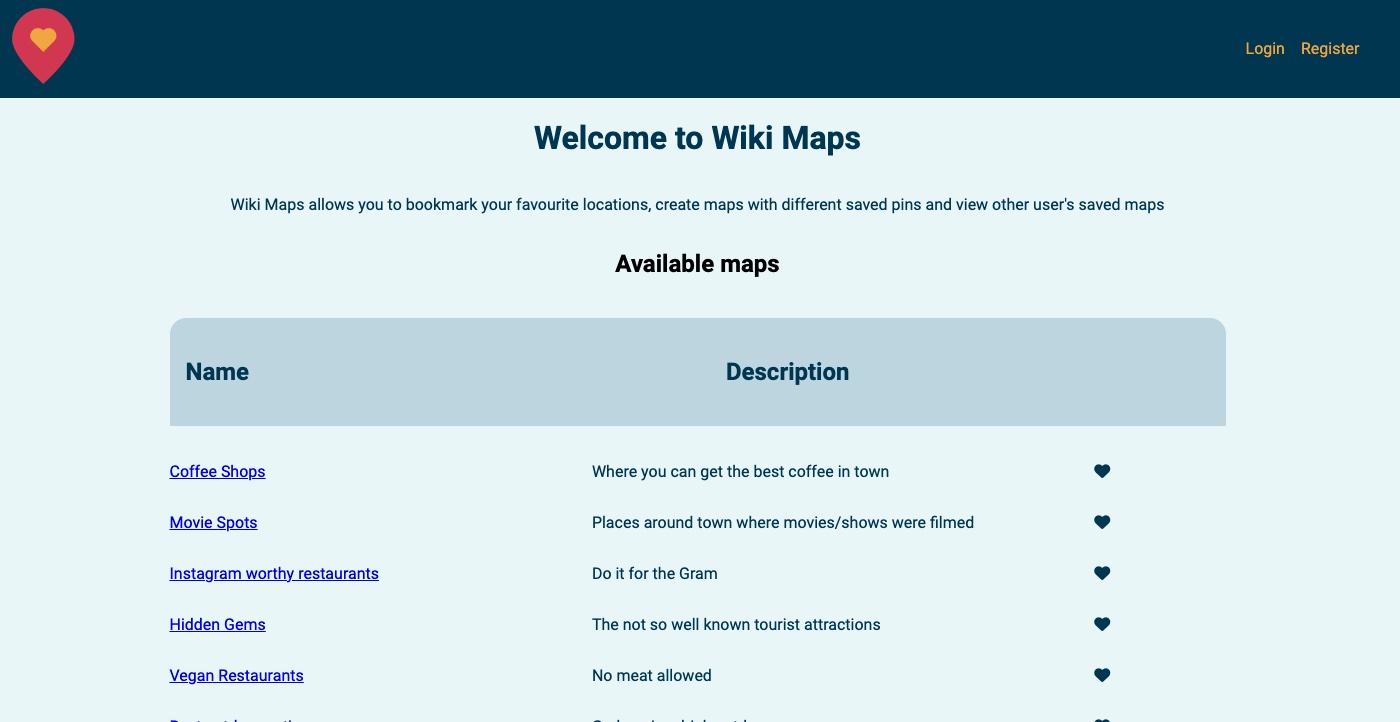 Login Register
Welcome to Wiki Maps
Wiki Maps allows you to bookmark your favourite locations, create maps with different saved pins and view other user's saved maps
Available maps
Name Description
Coffee Shops Where you can get the best coffee in town
Movie Spots Places around town where movies/shows were filmed
Instagram worthy restaurants Do it for the Gram
Hidden Gems The not so well known tourist attractions
Vegan Restaurants No meat allowed